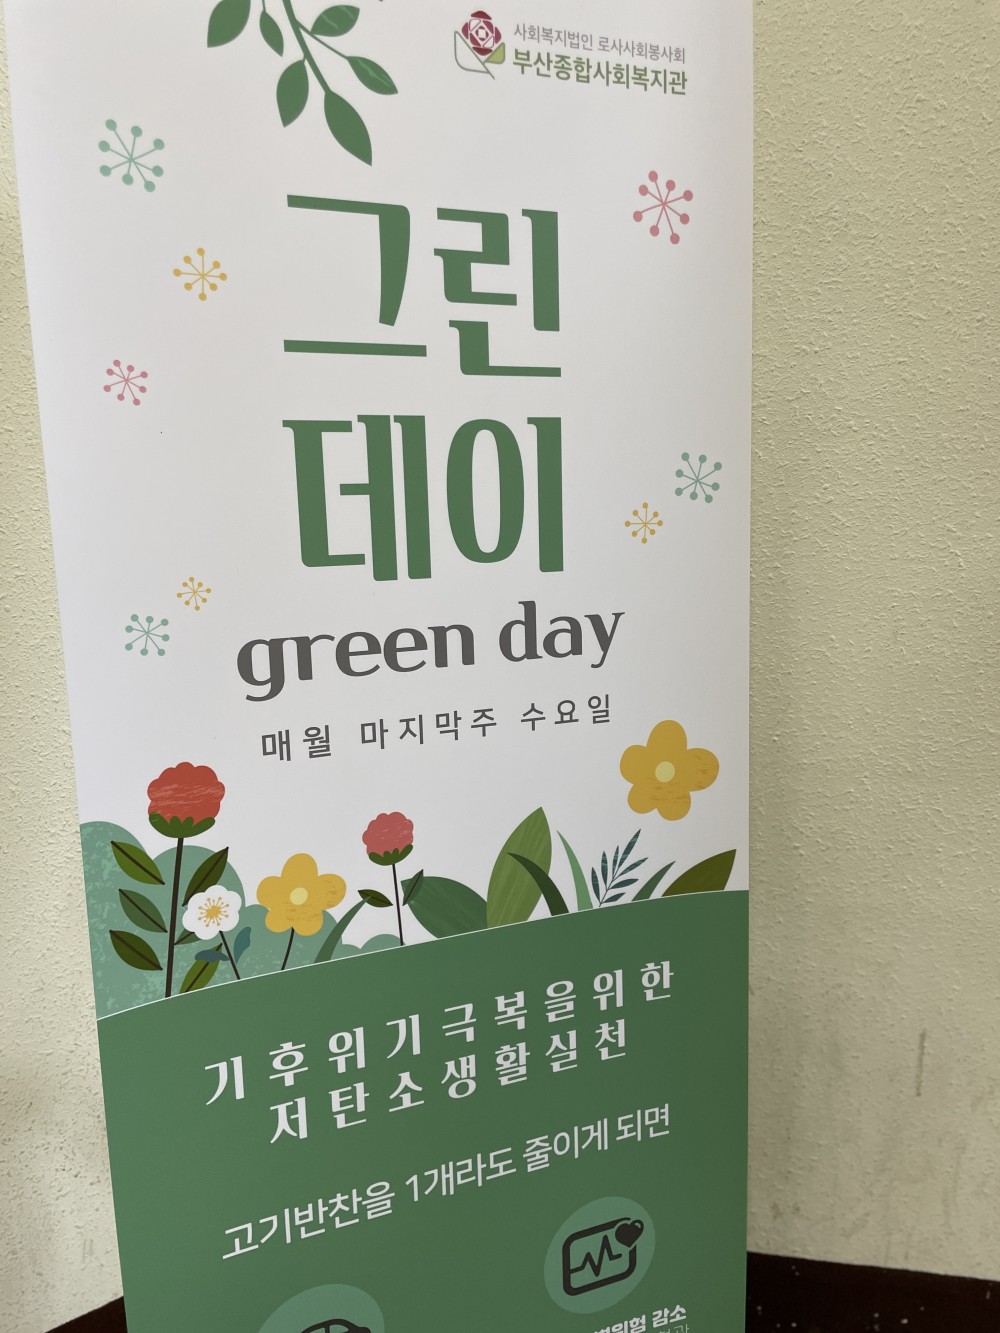 사회복지법인 로사사회봉사회
부산종합사회복지관
그린
데이
green day
매월 마지막주 수요일
기후위기극복을위한
저탄소생활실천
고기반찬을 1개라도 줄이게 되면
감소